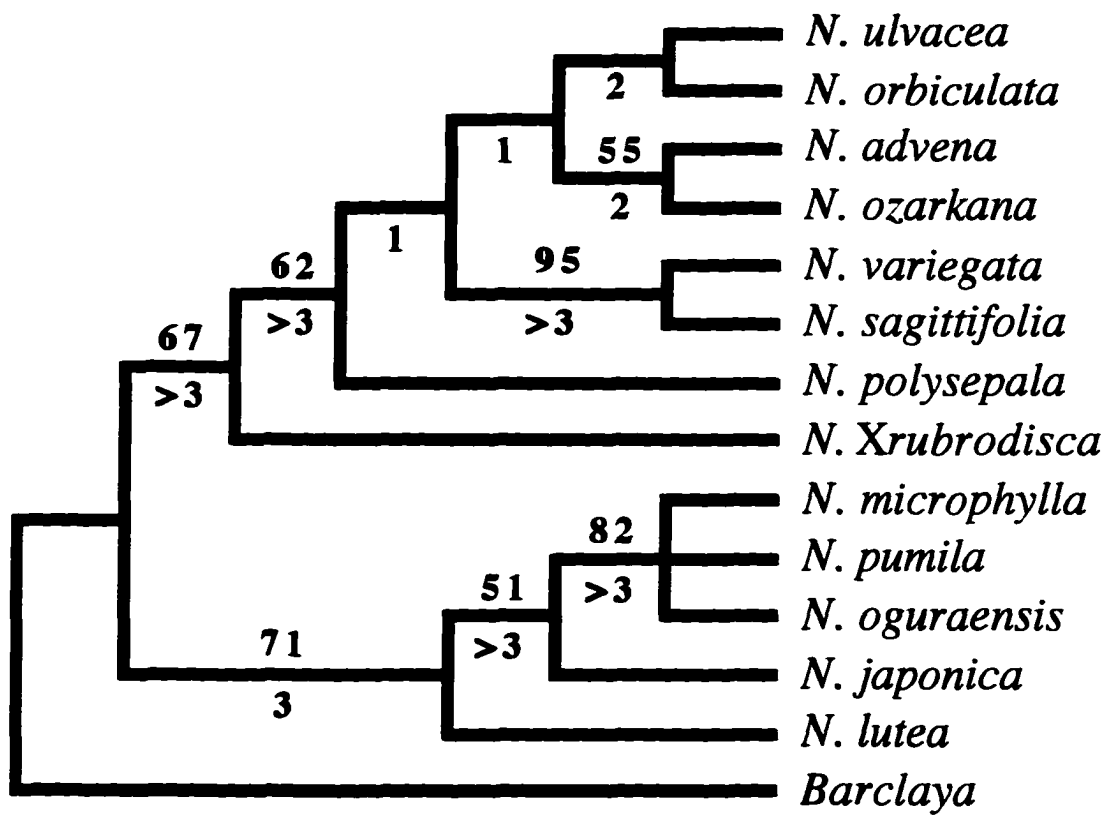 N. ulvacea
2
N. orbiculata
1
55
N. advena
2
N. ozarkana
1
62
95
N. variegata
>3
>3
N. sagittifolia
67
>3
N. polysepala
N. Xrubrodisca
N. microphylla
82
N. pumila
51
>3
N. oguraensis
71
>3
N. japonica
3
N. lutea
Barclaya